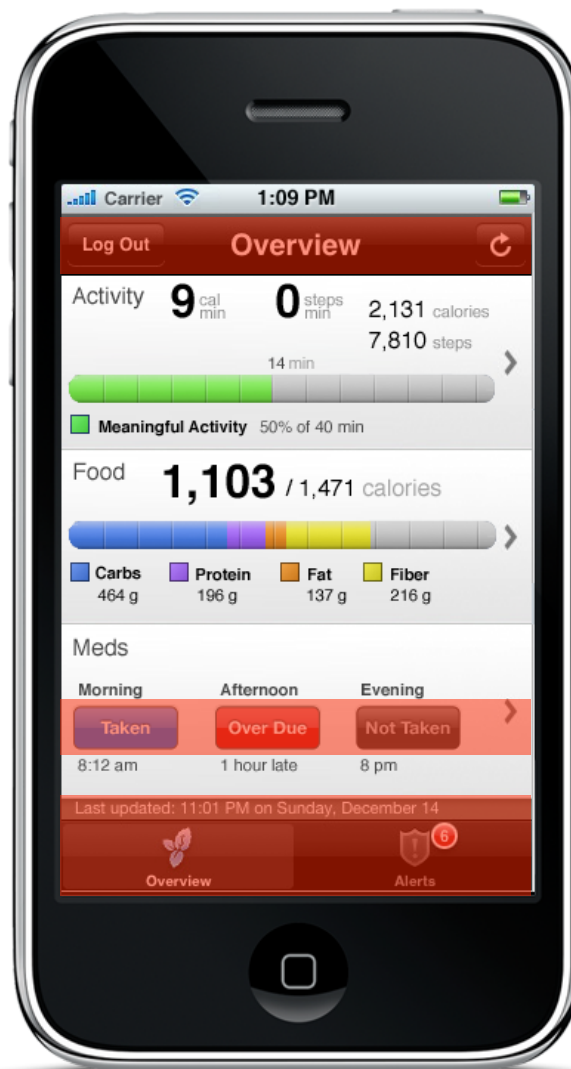 Carrier 1:09 PM
Log Out Overview
Activity 9 cal min 0 steps min 2,131 calories
7,810 steps
14 min
Meaningful Activity 50% of 40 min
Food 1,103 / 1,471 calories
Carbs Protein Fat Fiber
464 g 196 g 137 g 216 g
Meds
Morning Afternoon Evening
Taken Over Due Not Taken
8:12 am 1 hour late 8 pm
Last updated: 11:01 PM on Sunday, December 14
6
Overview Alerts